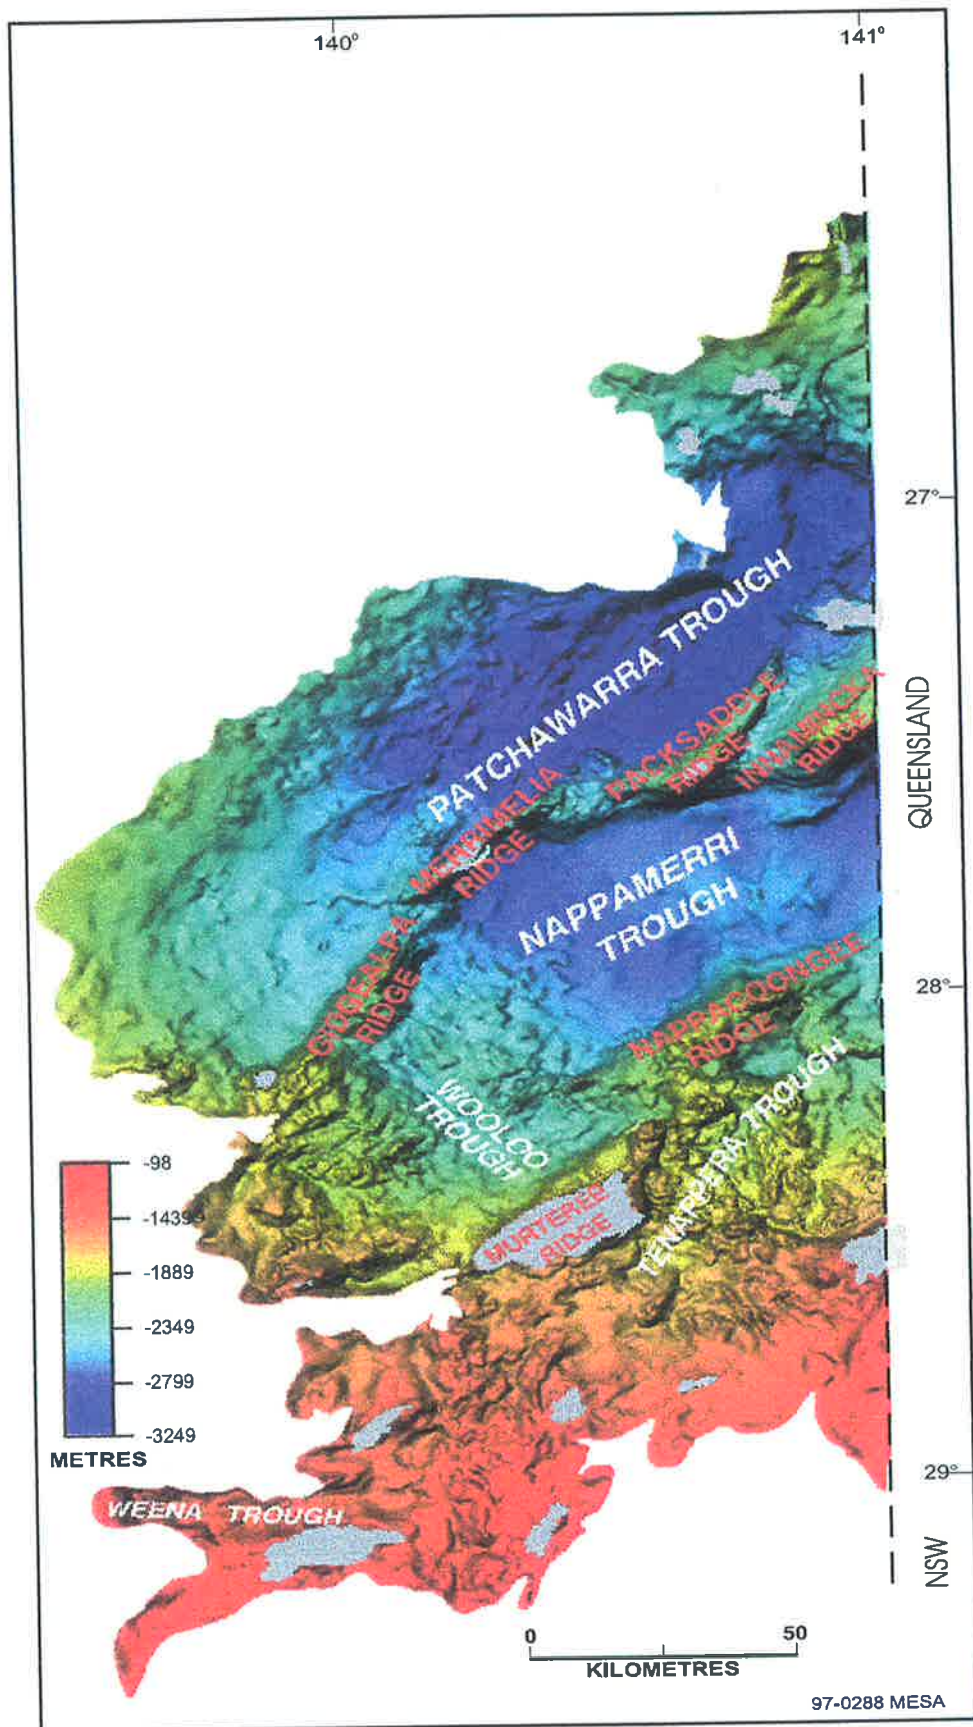 140°
141°
27°
PATCHAWARRA TROUGH
PACKSADDLE
RIDGE
INNAMINCKA
RIDGE
MERRIMELIA
RIDGE
QUEENSLAND
NAPPAMERRI
TROUGH
GIDGEALPA
RIDGE
NAPPACOONGEE
RIDGE
28°
WOOLOO
TROUGH
TENAPPERA TROUGH
MURTEREE
RIDGE
-98
-1439
-1889
-2349
-2799
-3249
METRES
29°
WEENA TROUGH
NSW
0
50
KILOMETRES
97-0288 MESA